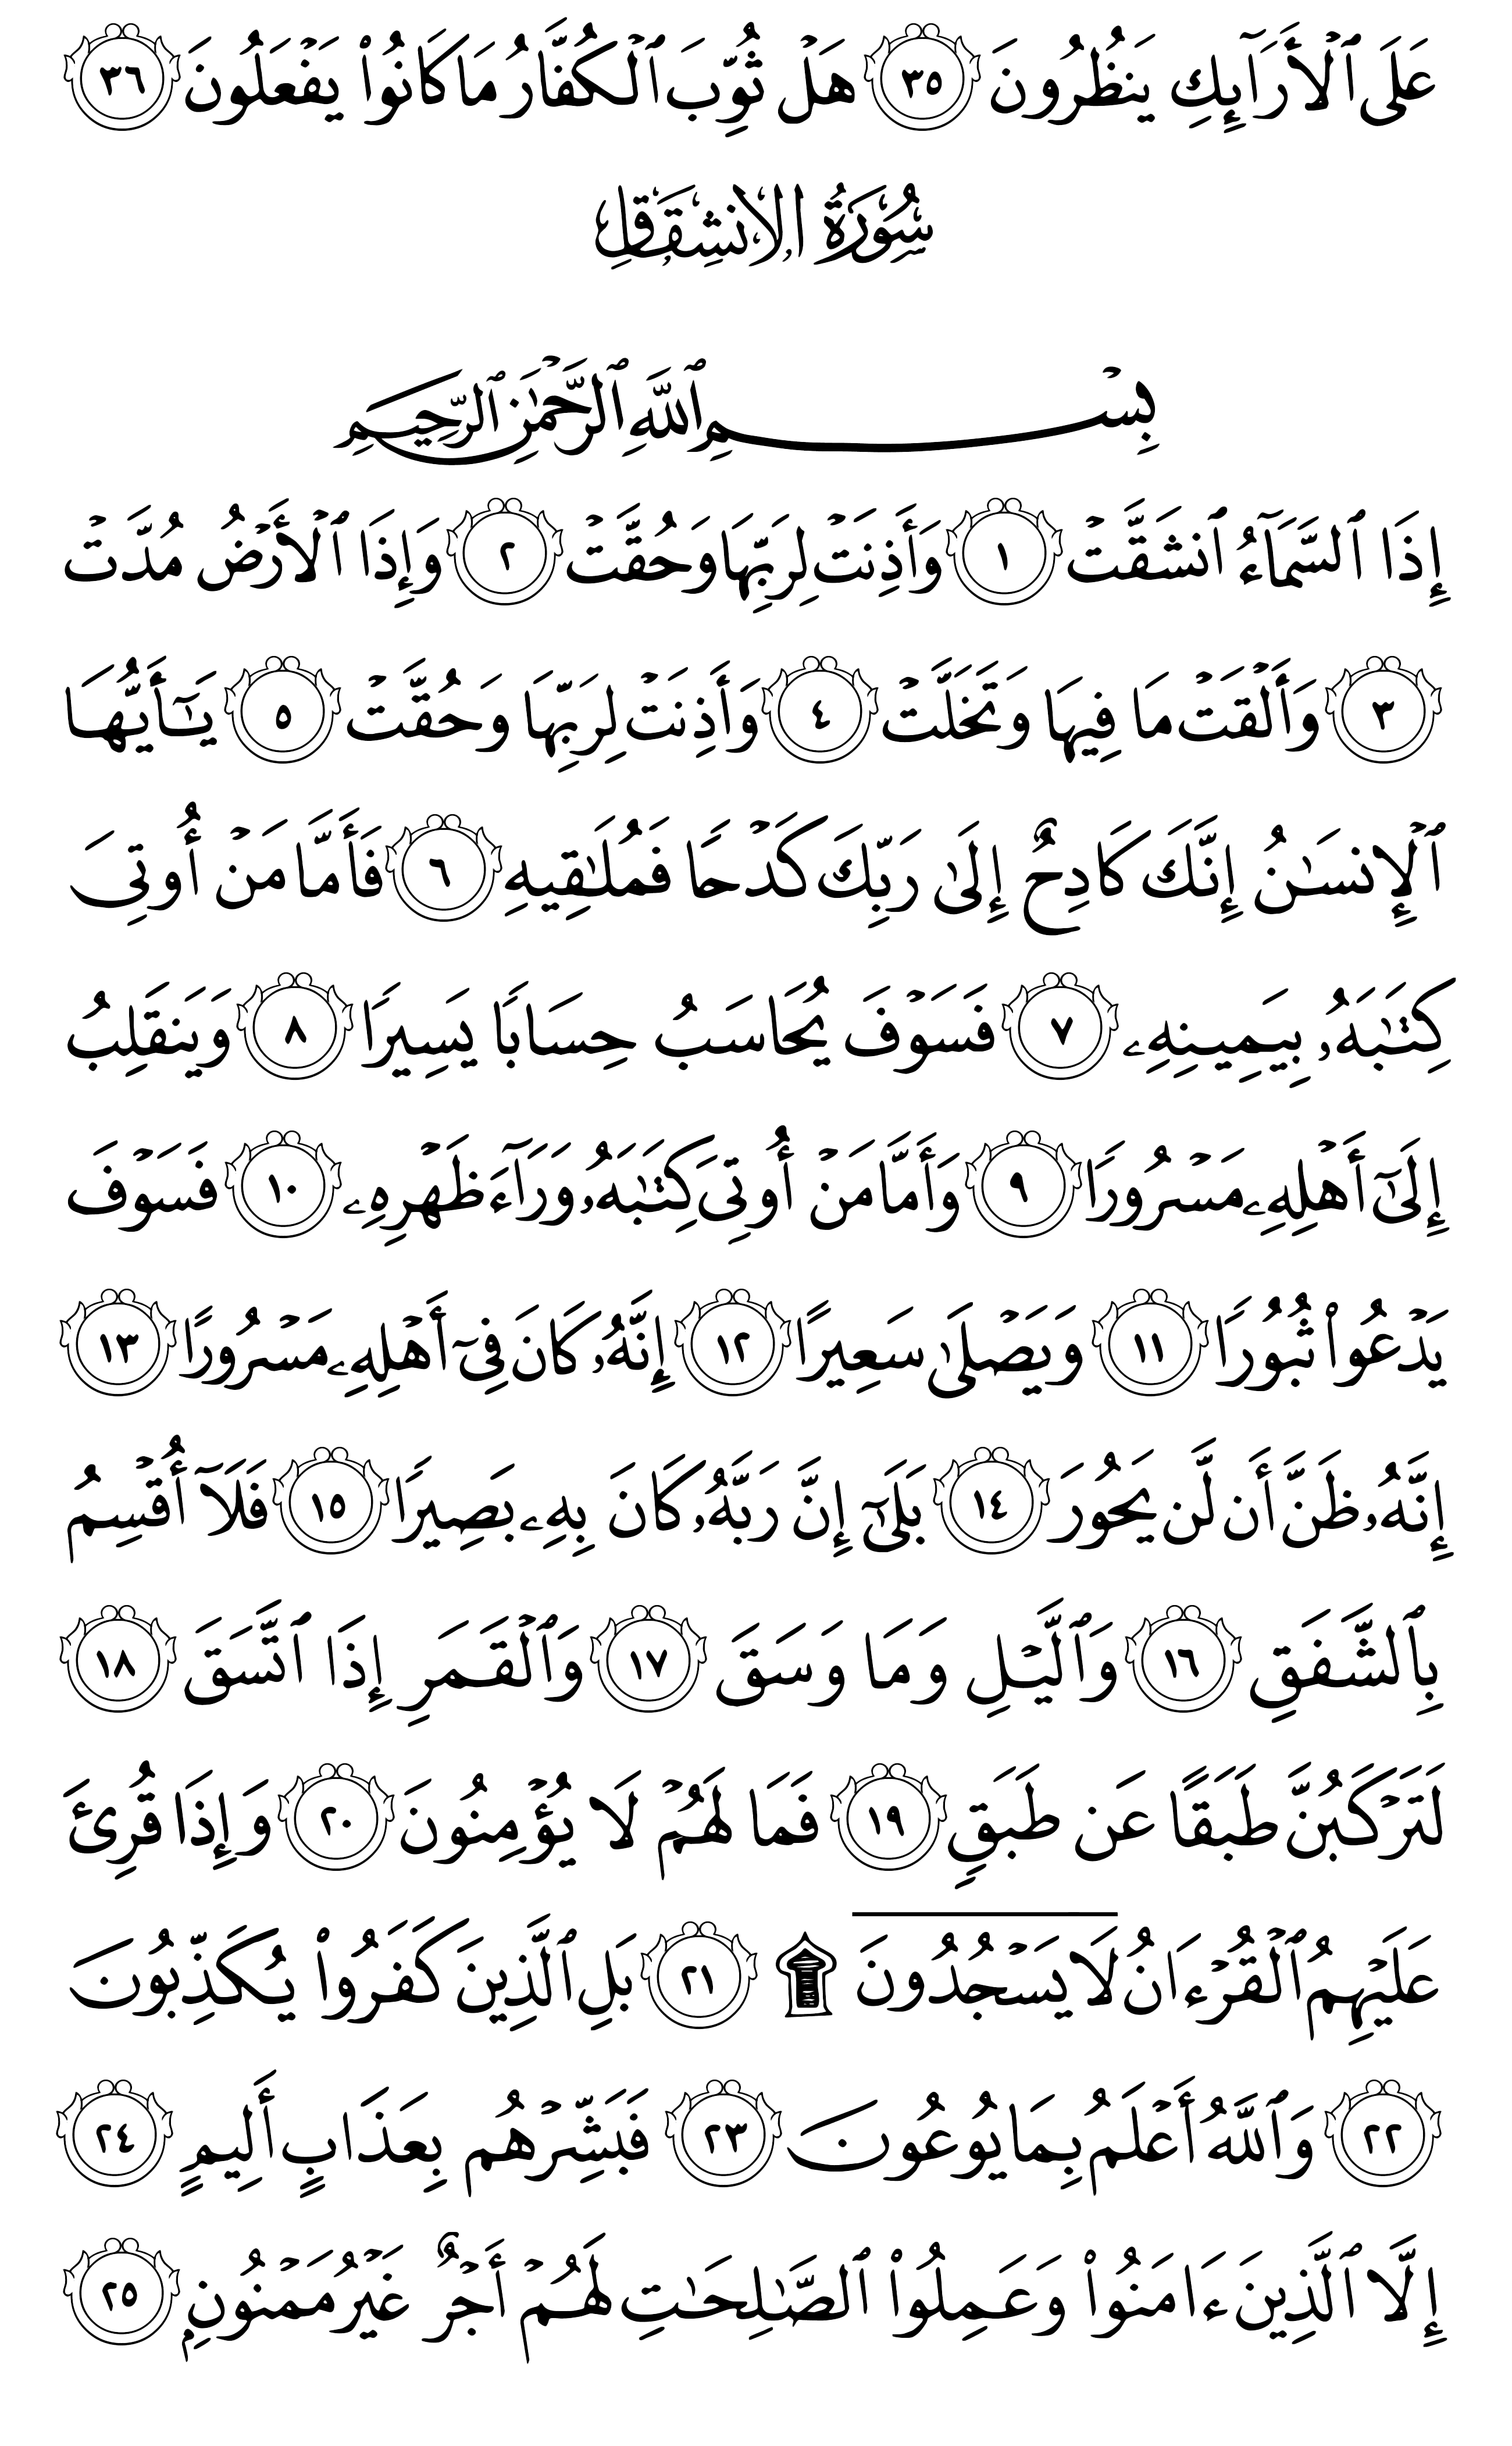 عَلَى ٱلْأَرَآئِكِ يَنظُرُونَ ٣٥ هَلْ ثُوِّبَ ٱلْكُفَّارُ مَا كَانُوا۟ يَفْعَلُونَ ٣٦
سُورَةُ الِانشِقَاقِ
بِسْمِ ٱللَّهِ ٱلرَّحْمَٰنِ ٱلرَّحِيمِ
إِذَا ٱلسَّمَآءُ ٱنشَقَّتْ ١ وَأَذِنَتْ لِرَبِّهَا وَحُقَّتْ ٢ وَإِذَا ٱلْأَرْضُ مُدَّتْ
٣ وَأَلْقَتْ مَا فِيهَا وَتَخَلَّتْ ٤ وَأَذِنَتْ لِرَبِّهَا وَحُقَّتْ ٥ يَٰٓأَيُّهَا
ٱلْإِنسَٰنُ إِنَّكَ كَادِحٌ إِلَىٰ رَبِّكَ كَدْحًا فَمُلَٰقِيهِ ٦ فَأَمَّا مَنْ أُوتِىَ
كِتَٰبَهُۥ بِيَمِينِهِۦ ٧ فَسَوْفَ يُحَاسَبُ حِسَابًا يَسِيرًا ٨ وَيَنقَلِبُ
إِلَىٰٓ أَهْلِهِۦ مَسْرُورًا ٩ وَأَمَّا مَنْ أُوتِىَ كِتَٰبَهُۥ وَرَآءَ ظَهْرِهِۦ ١٠ فَسَوْفَ
يَدْعُوا۟ ثُبُورًا ١١ وَيَصْلَىٰ سَعِيرًا ١٢ إِنَّهُۥ كَانَ فِىٓ أَهْلِهِۦ مَسْرُورًا ١٣
إِنَّهُۥ ظَنَّ أَن لَّن يَحُورَ ١٤ بَلَىٰٓ إِنَّ رَبَّهُۥ كَانَ بِهِۦ بَصِيرًا ١٥ فَلَآ أُقْسِمُ
بِٱلشَّفَقِ ١٦ وَٱلَّيْلِ وَمَا وَسَقَ ١٧ وَٱلْقَمَرِ إِذَا ٱتَّسَقَ ١٨
لَتَرْكَبُنَّ طَبَقًا عَن طَبَقٍ ١٩ فَمَا لَهُمْ لَا يُؤْمِنُونَ ٢٠ وَإِذَا قُرِئَ
عَلَيْهِمُ ٱلْقُرْءَانُ لَا يَسْجُدُونَ ۩ ٢١ بَلِ ٱلَّذِينَ كَفَرُوا۟ يُكَذِّبُونَ
٢٢ وَٱللَّهُ أَعْلَمُ بِمَا يُوعُونَ ٢٣ فَبَشِّرْهُم بِعَذَابٍ أَلِيمٍ ٢٤
إِلَّا ٱلَّذِينَ ءَامَنُوا۟ وَعَمِلُوا۟ ٱلصَّٰلِحَٰتِ لَهُمْ أَجْرٌ غَيْرُ مَمْنُونٍۭ ٢٥